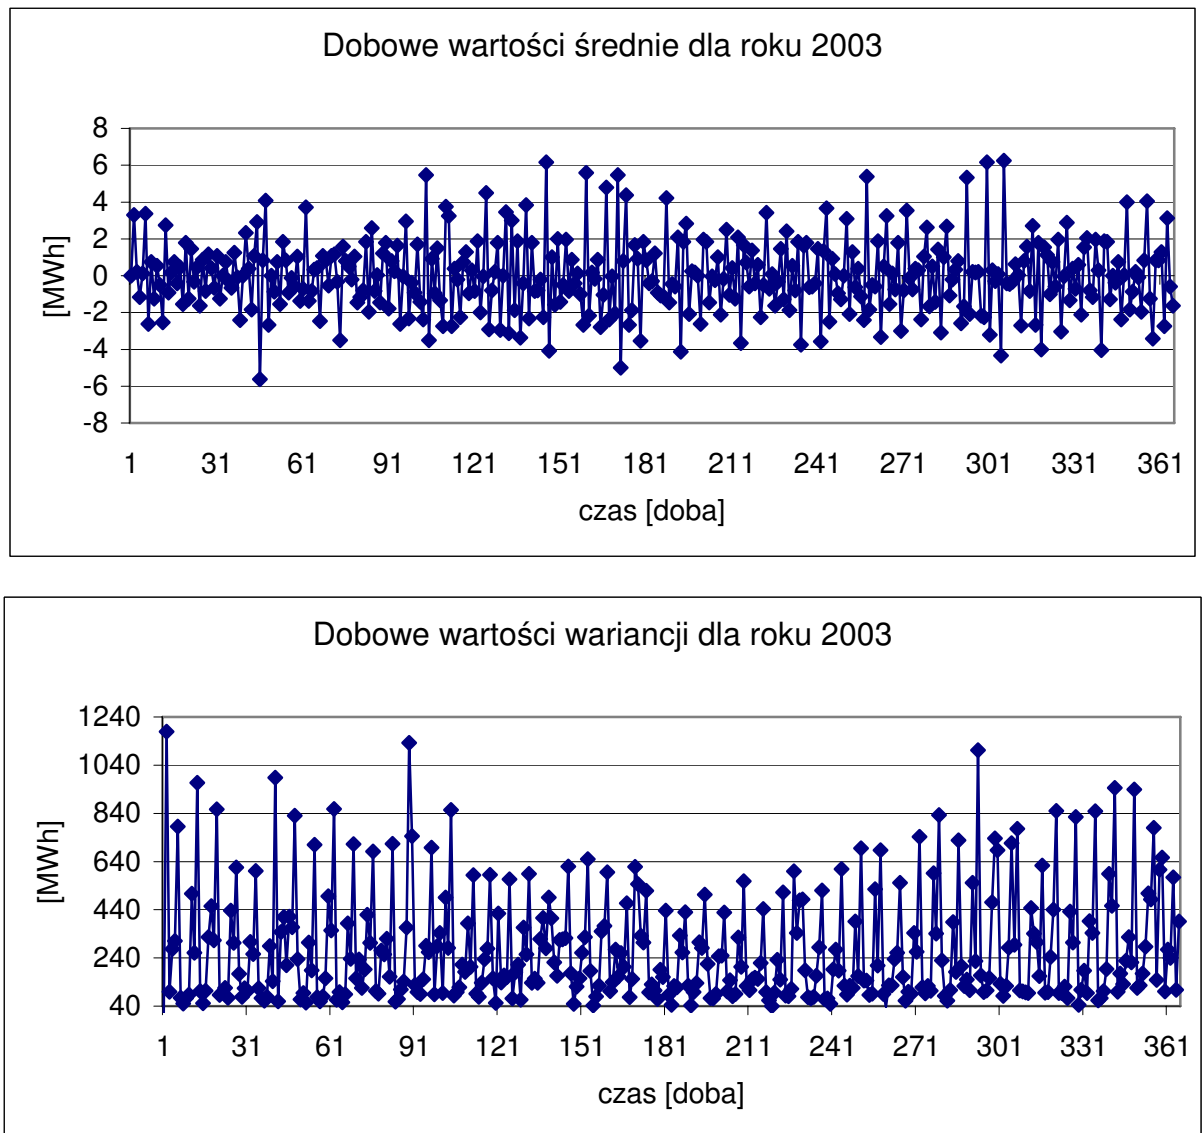 Dobowe wartości średnie dla roku 2003
8
6
4
2
0
-2
-4
-6
-8
[MWh]
1 31 61 91 121 151 181 211 241 271 301 331 361
czas [doba]
Dobowe wartości wariancji dla roku 2003
1240
1040
840
640
440
240
40
[MWh]
1 31 61 91 121 151 181 211 241 271 301 331 361
czas [doba]